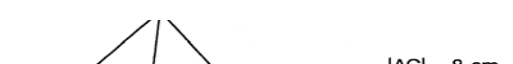 |AC| = 8 cm